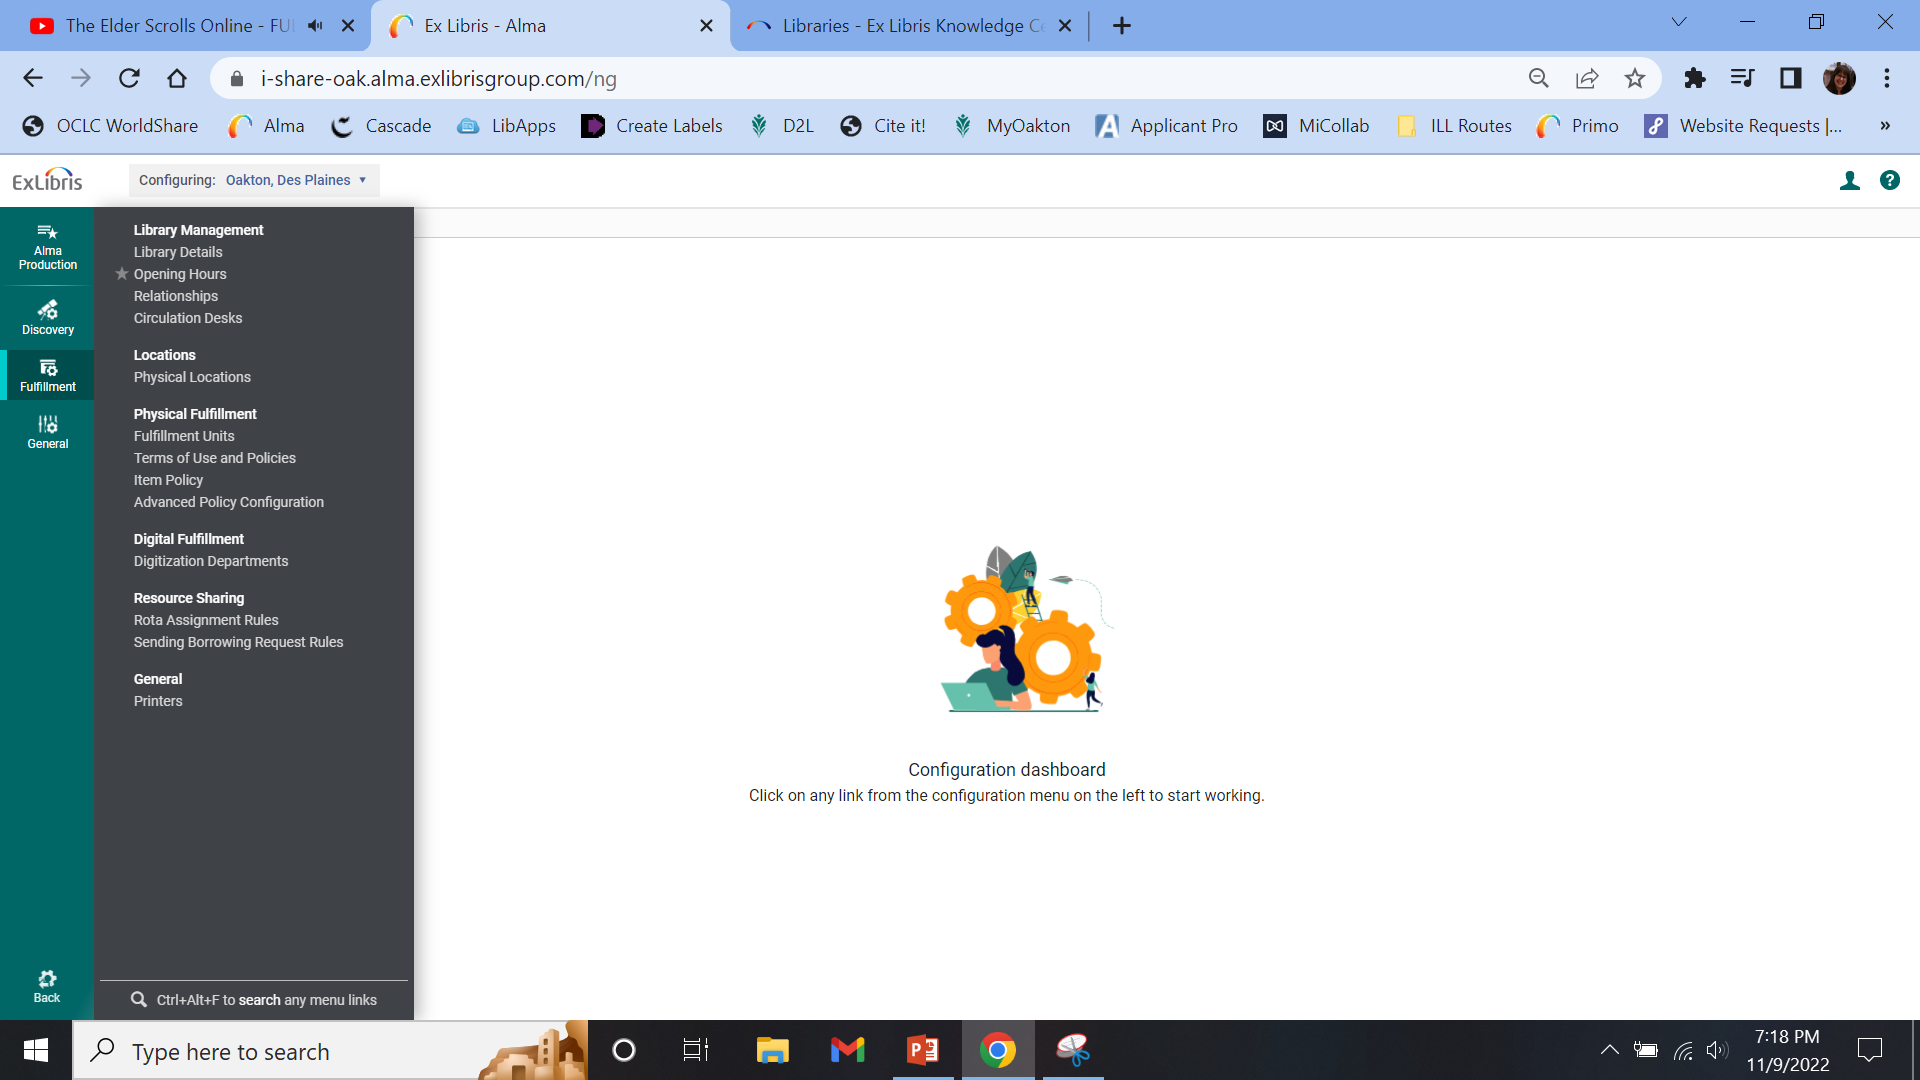 The Elder Scrolls Online - FU
Ex Libris - Alma
Libraries - Ex Libris Knowledge Ce
i-share-oak.alma.exlibrisgroup.com/ng
OCLC WorldShare
Alma
Cascade
LibApps
Create Labels
D2L
Cite it!
MyOakton
Applicant Pro
MiCollab
ILL Routes
Primo
Website Requests |...
»
ExLibris
Configuring: Oakton, Des Plaines
Alma
Production
Discovery
Fulfillment
General
Back
Library Management
Library Details
Opening Hours
Relationships
Circulation Desks
Locations
Physical Locations
Physical Fulfillment
Fulfillment Units
Terms of Use and Policies
Item Policy
Advanced Policy Configuration
Digital Fulfillment
Digitization Departments
Resource Sharing
Rota Assignment Rules
Sending Borrowing Request Rules
General
Printers
Ctrl+Alt+F to search any menu links
Configuration dashboard
Click on any link from the configuration menu on the left to start working.
Type here to search
7:18 PM
11/9/2022